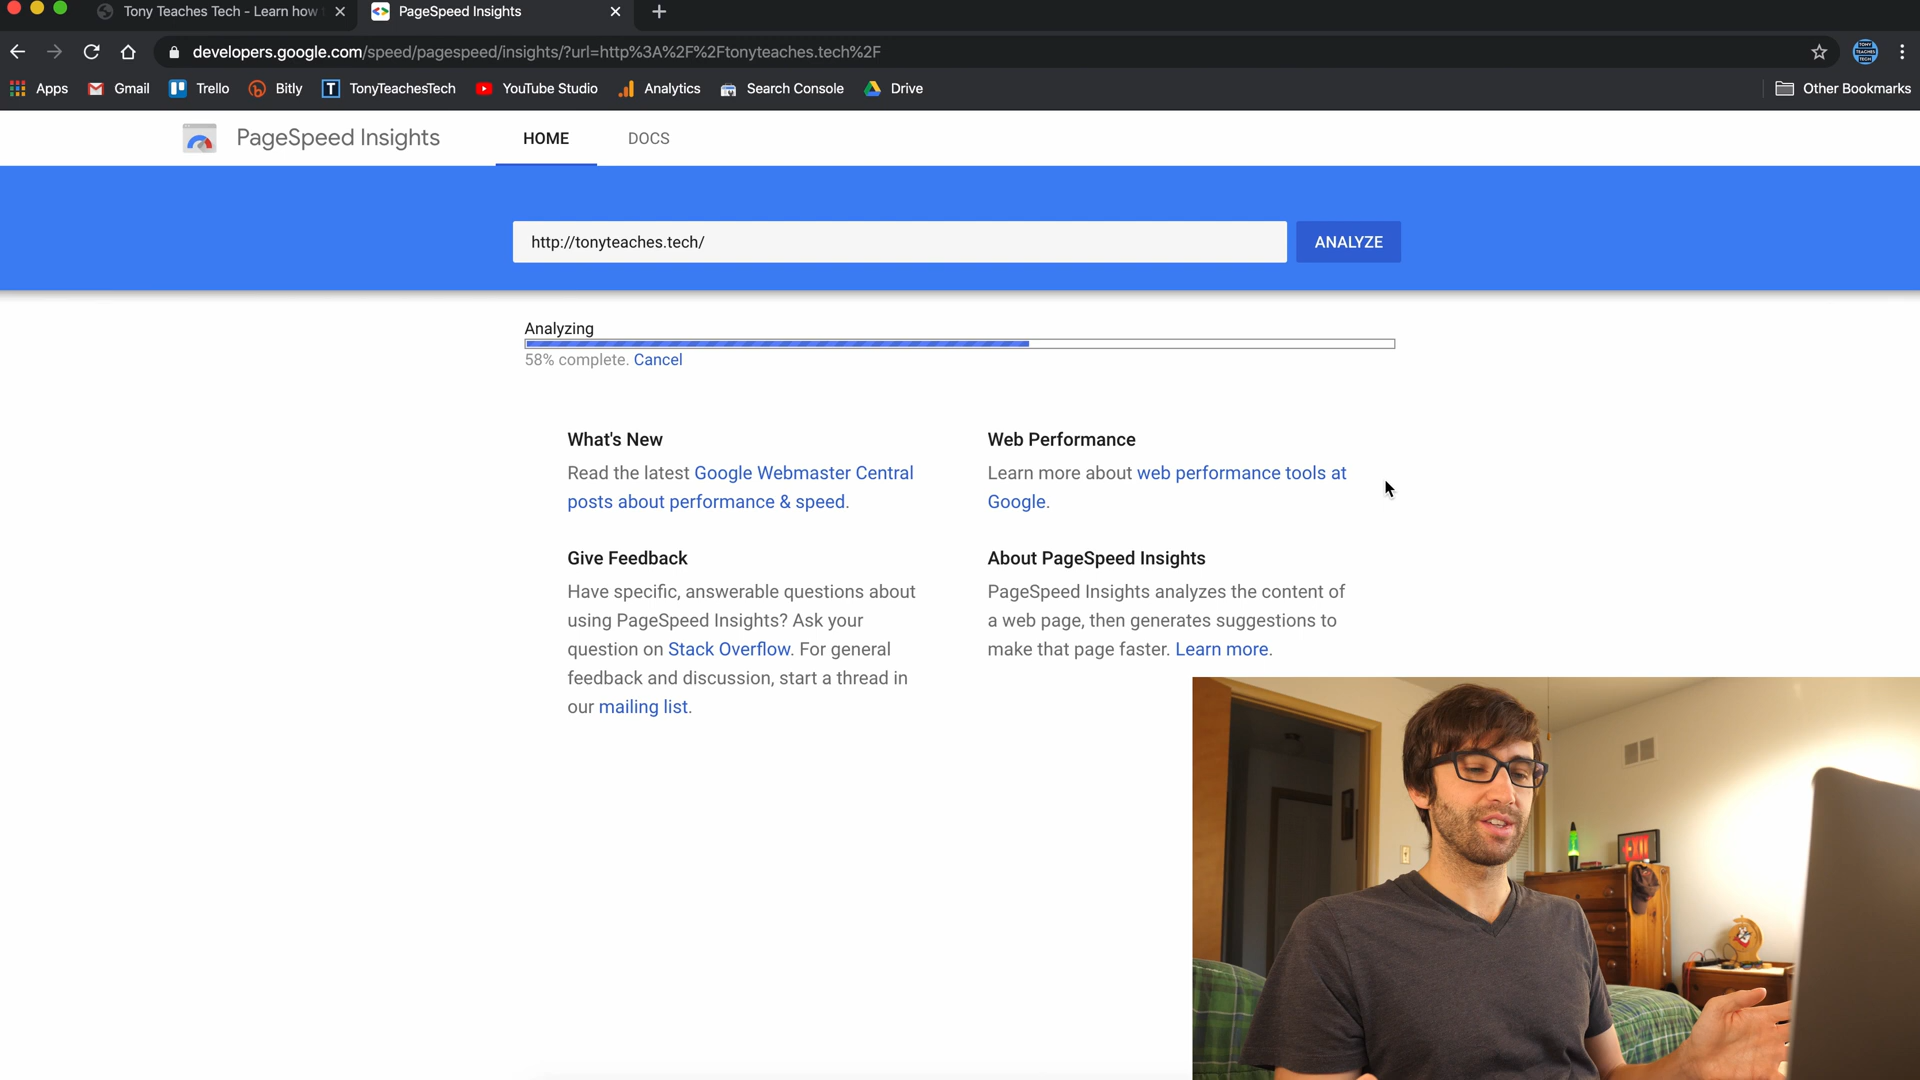 Tony Teaches Tech - Learn how
PageSpeed Insights
developers.google.com/speed/pagespeed/insights/?url=http%3A%2F%2Ftonyteaches.tech%2F
TONY TEACHES TECH
Apps
Gmail
Trello
Bitly
T TonyTeachesTech
YouTube Studio
Analytics
Search Console
Drive
Other Bookmarks
PageSpeed Insights
HOME
DOCS
http://tonyteaches.tech/
ANALYZE
Analyzing
58% complete. Cancel
What's New
Read the latest Google Webmaster Central
posts about performance & speed.
Web Performance
Learn more about web performance tools at
Google.
Give Feedback
Have specific, answerable questions about
using PageSpeed Insights? Ask your
question on Stack Overflow. For general
feedback and discussion, start a thread in
our mailing list.
About PageSpeed Insights
PageSpeed Insights analyzes the content of
a web page, then generates suggestions to
make that page faster. Learn more.
EXIT